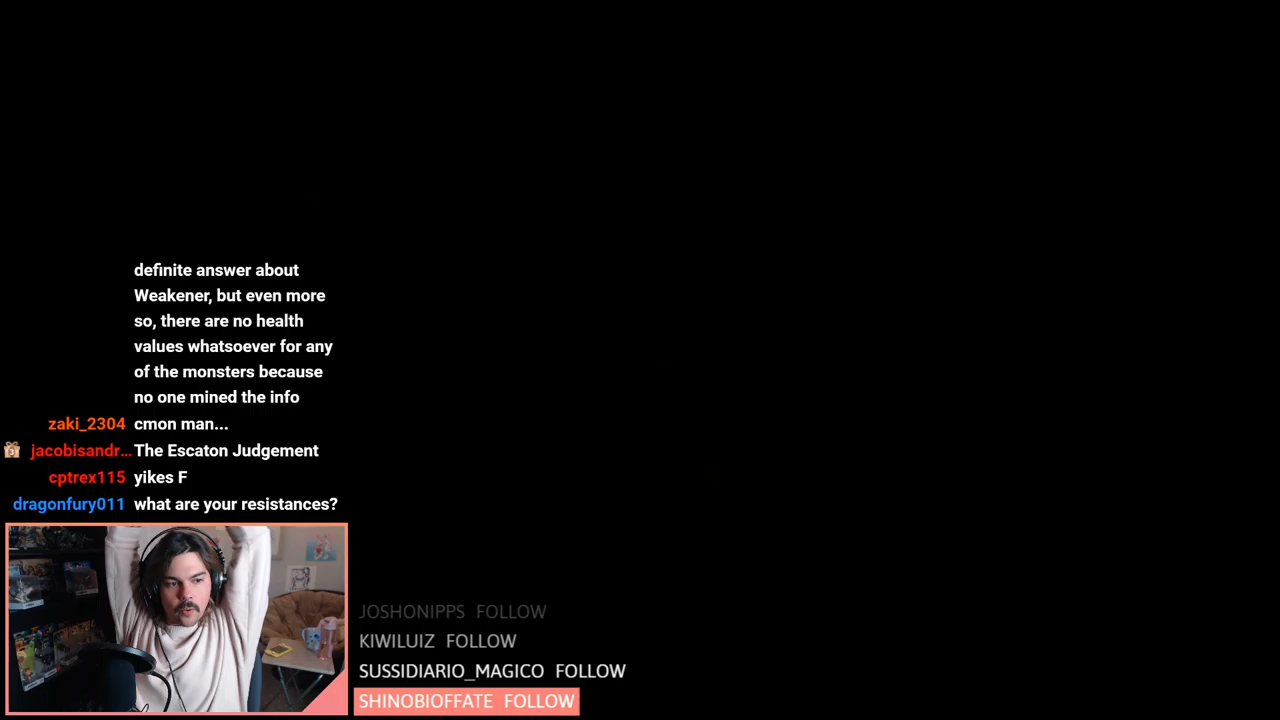 definite answer about
Weakener, but even more
so, there are no health
values whatsoever for any
of the monsters because
no one mined the info
zaki_2304 cmon man...
jacobisandr... The Escaton Judgement
cptrex115 yikes F
dragonfury011 what are your resistances?
JOSHONIPPS FOLLOW
KIWILUIZ FOLLOW
SUSSIDIARIO_MAGICO FOLLOW
SHINOBIOFFATE FOLLOW